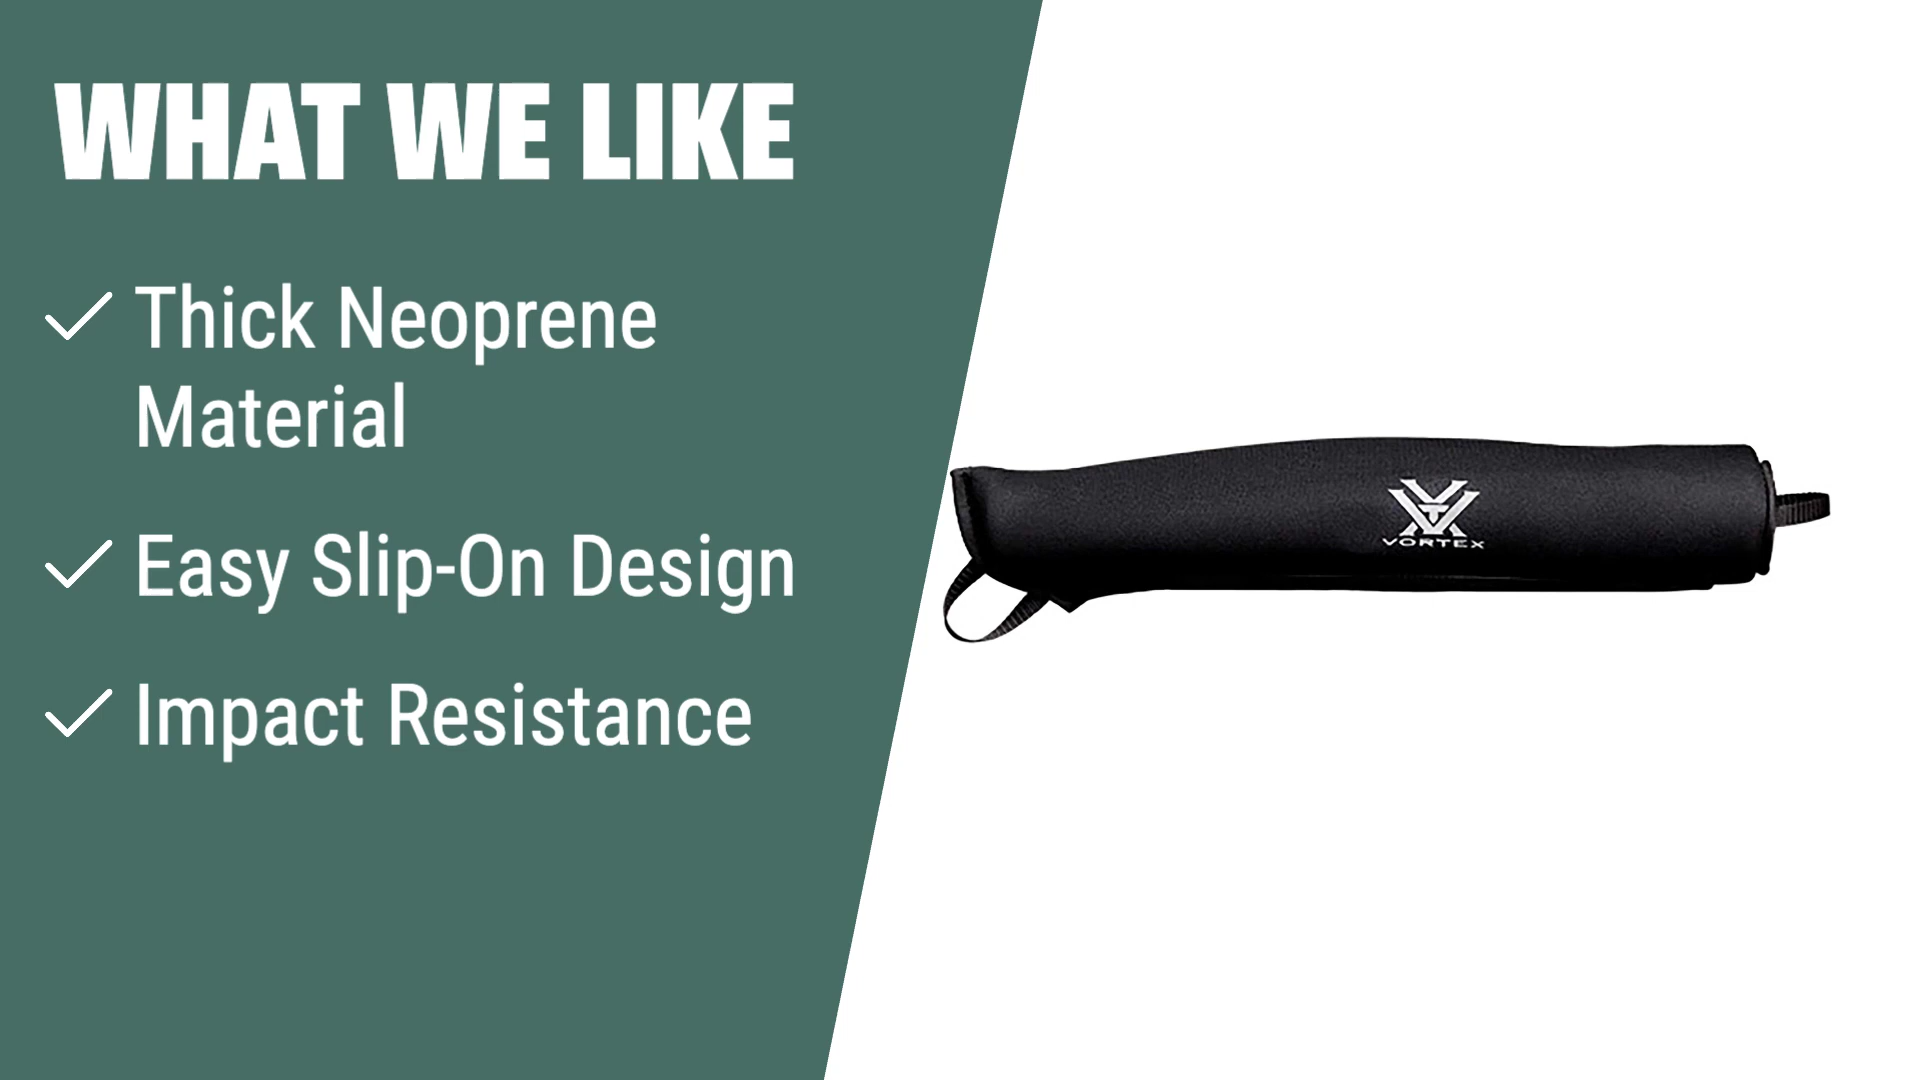 WHAT WE LIKE
Thick Neoprene
Material
Easy Slip-On Design
Impact Resistance
VORTEX